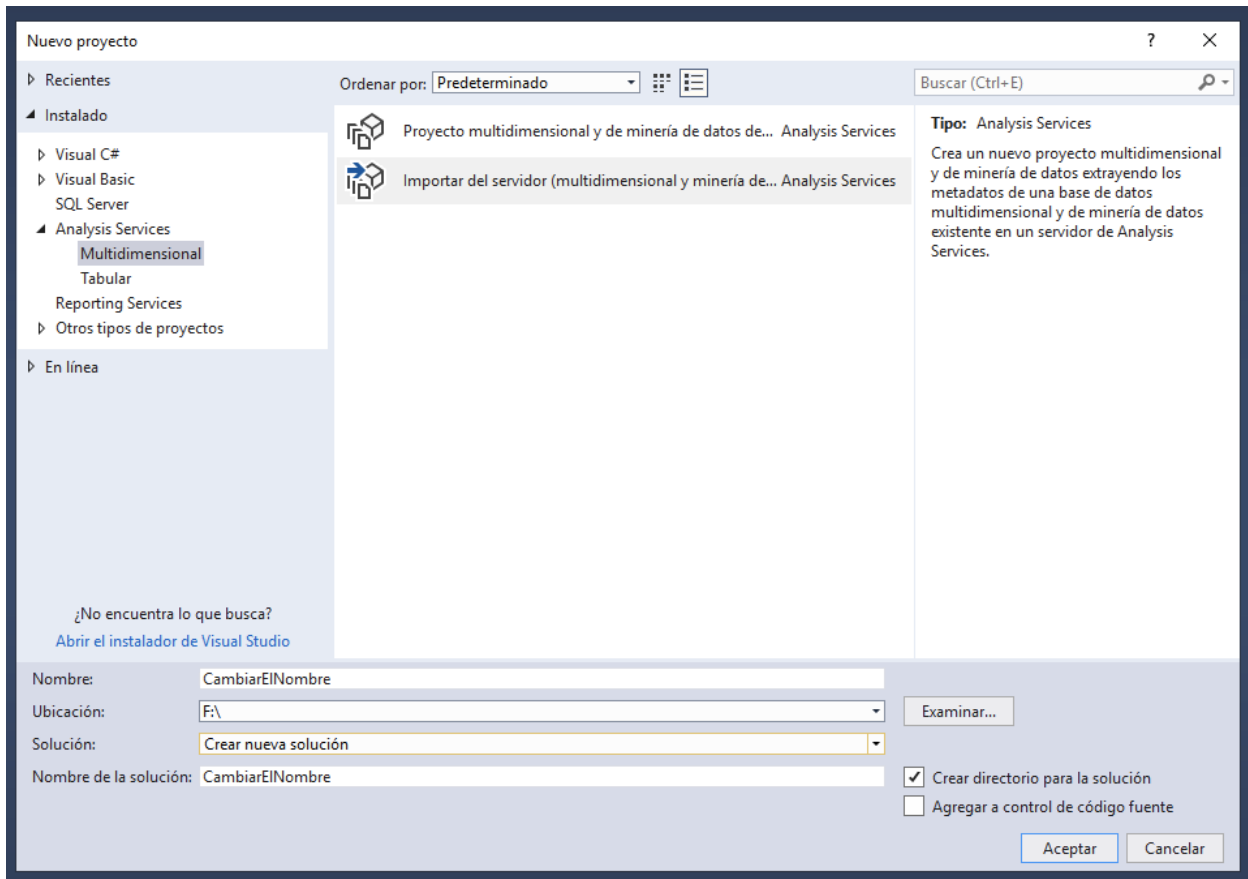 Nuevo proyecto
?
Recientes
Instalado
Visual C#
Visual Basic
SQL Server
Analysis Services
Multidimensional
Tabular
Reporting Services
Otros tipos de proyectos
En línea
¿No encuentra lo que busca?
Abrir el instalador de Visual Studio
Ordenar por: Predeterminado
Proyecto multidimensional y de minería de datos de... Analysis Services
Importar del servidor (multidimensional y minería de... Analysis Services
Buscar (Ctrl+E)
Tipo: Analysis Services
Crea un nuevo proyecto multidimensional
y de minería de datos extrayendo los
metadatos de una base de datos
multidimensional y de minería de datos
existente en un servidor de Analysis
Services.
Nombre: CambiarElNombre
Ubicación: F:\
Examinar...
Solución: Crear nueva solución
Nombre de la solución: CambiarElNombre
Crear directorio para la solución
Agregar a control de código fuente
Aceptar
Cancelar